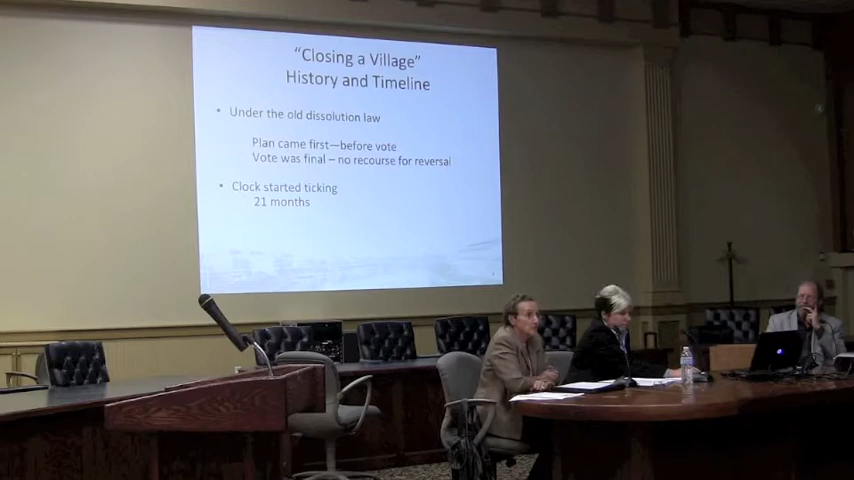 “Closing a Village”
History and Timeline
• Under the old dissolution law
Plan came first—before vote
Vote was final – no recourse for reversal
• Clock started ticking
21 months